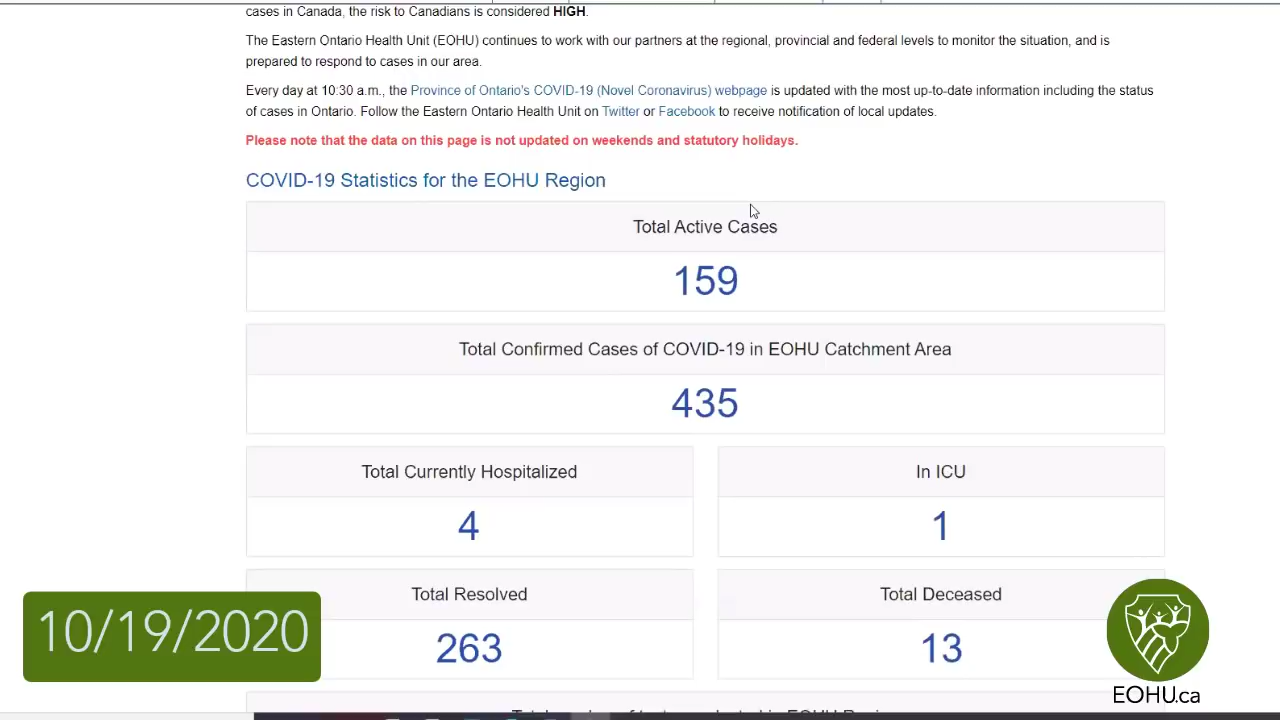 cases in Canada, the risk to Canadians is considered HIGH.
The Eastern Ontario Health Unit (EOHU) continues to work with our partners at the regional, provincial and federal levels to monitor the situation, and is
prepared to respond to cases in our area.
Every day at 10:30 a.m., the Province of Ontario's COVID-19 (Novel Coronavirus) webpage is updated with the most up-to-date information including the status
of cases in Ontario. Follow the Eastern Ontario Health Unit on Twitter or Facebook to receive notification of local updates.
Please note that the data on this page is not updated on weekends and statutory holidays.
COVID-19 Statistics for the EOHU Region
Total Active Cases
159
Total Confirmed Cases of COVID-19 in EOHU Catchment Area
435
Total Currently Hospitalized
4
In ICU
1
Total Resolved
263
Total Deceased
13
10/19/2020
EOHU.ca